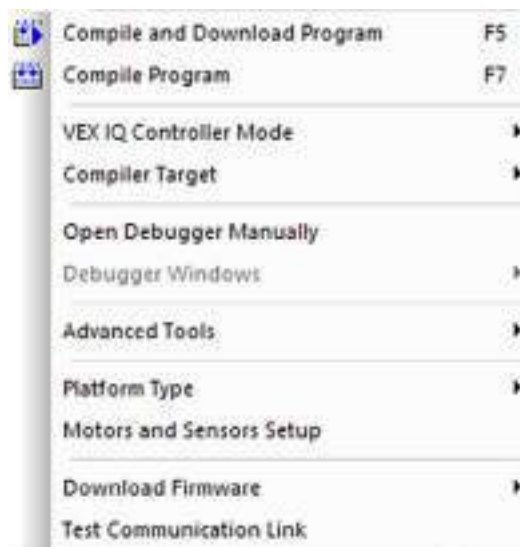 Compile and Download Program F5
Compile Program F7
VEX IQ Controller Mode
Compiler Target
Open Debugger Manually
Debugger Windows
Advanced Tools
Platform Type
Motors and Sensors Setup
Download Firmware
Test Communication Link